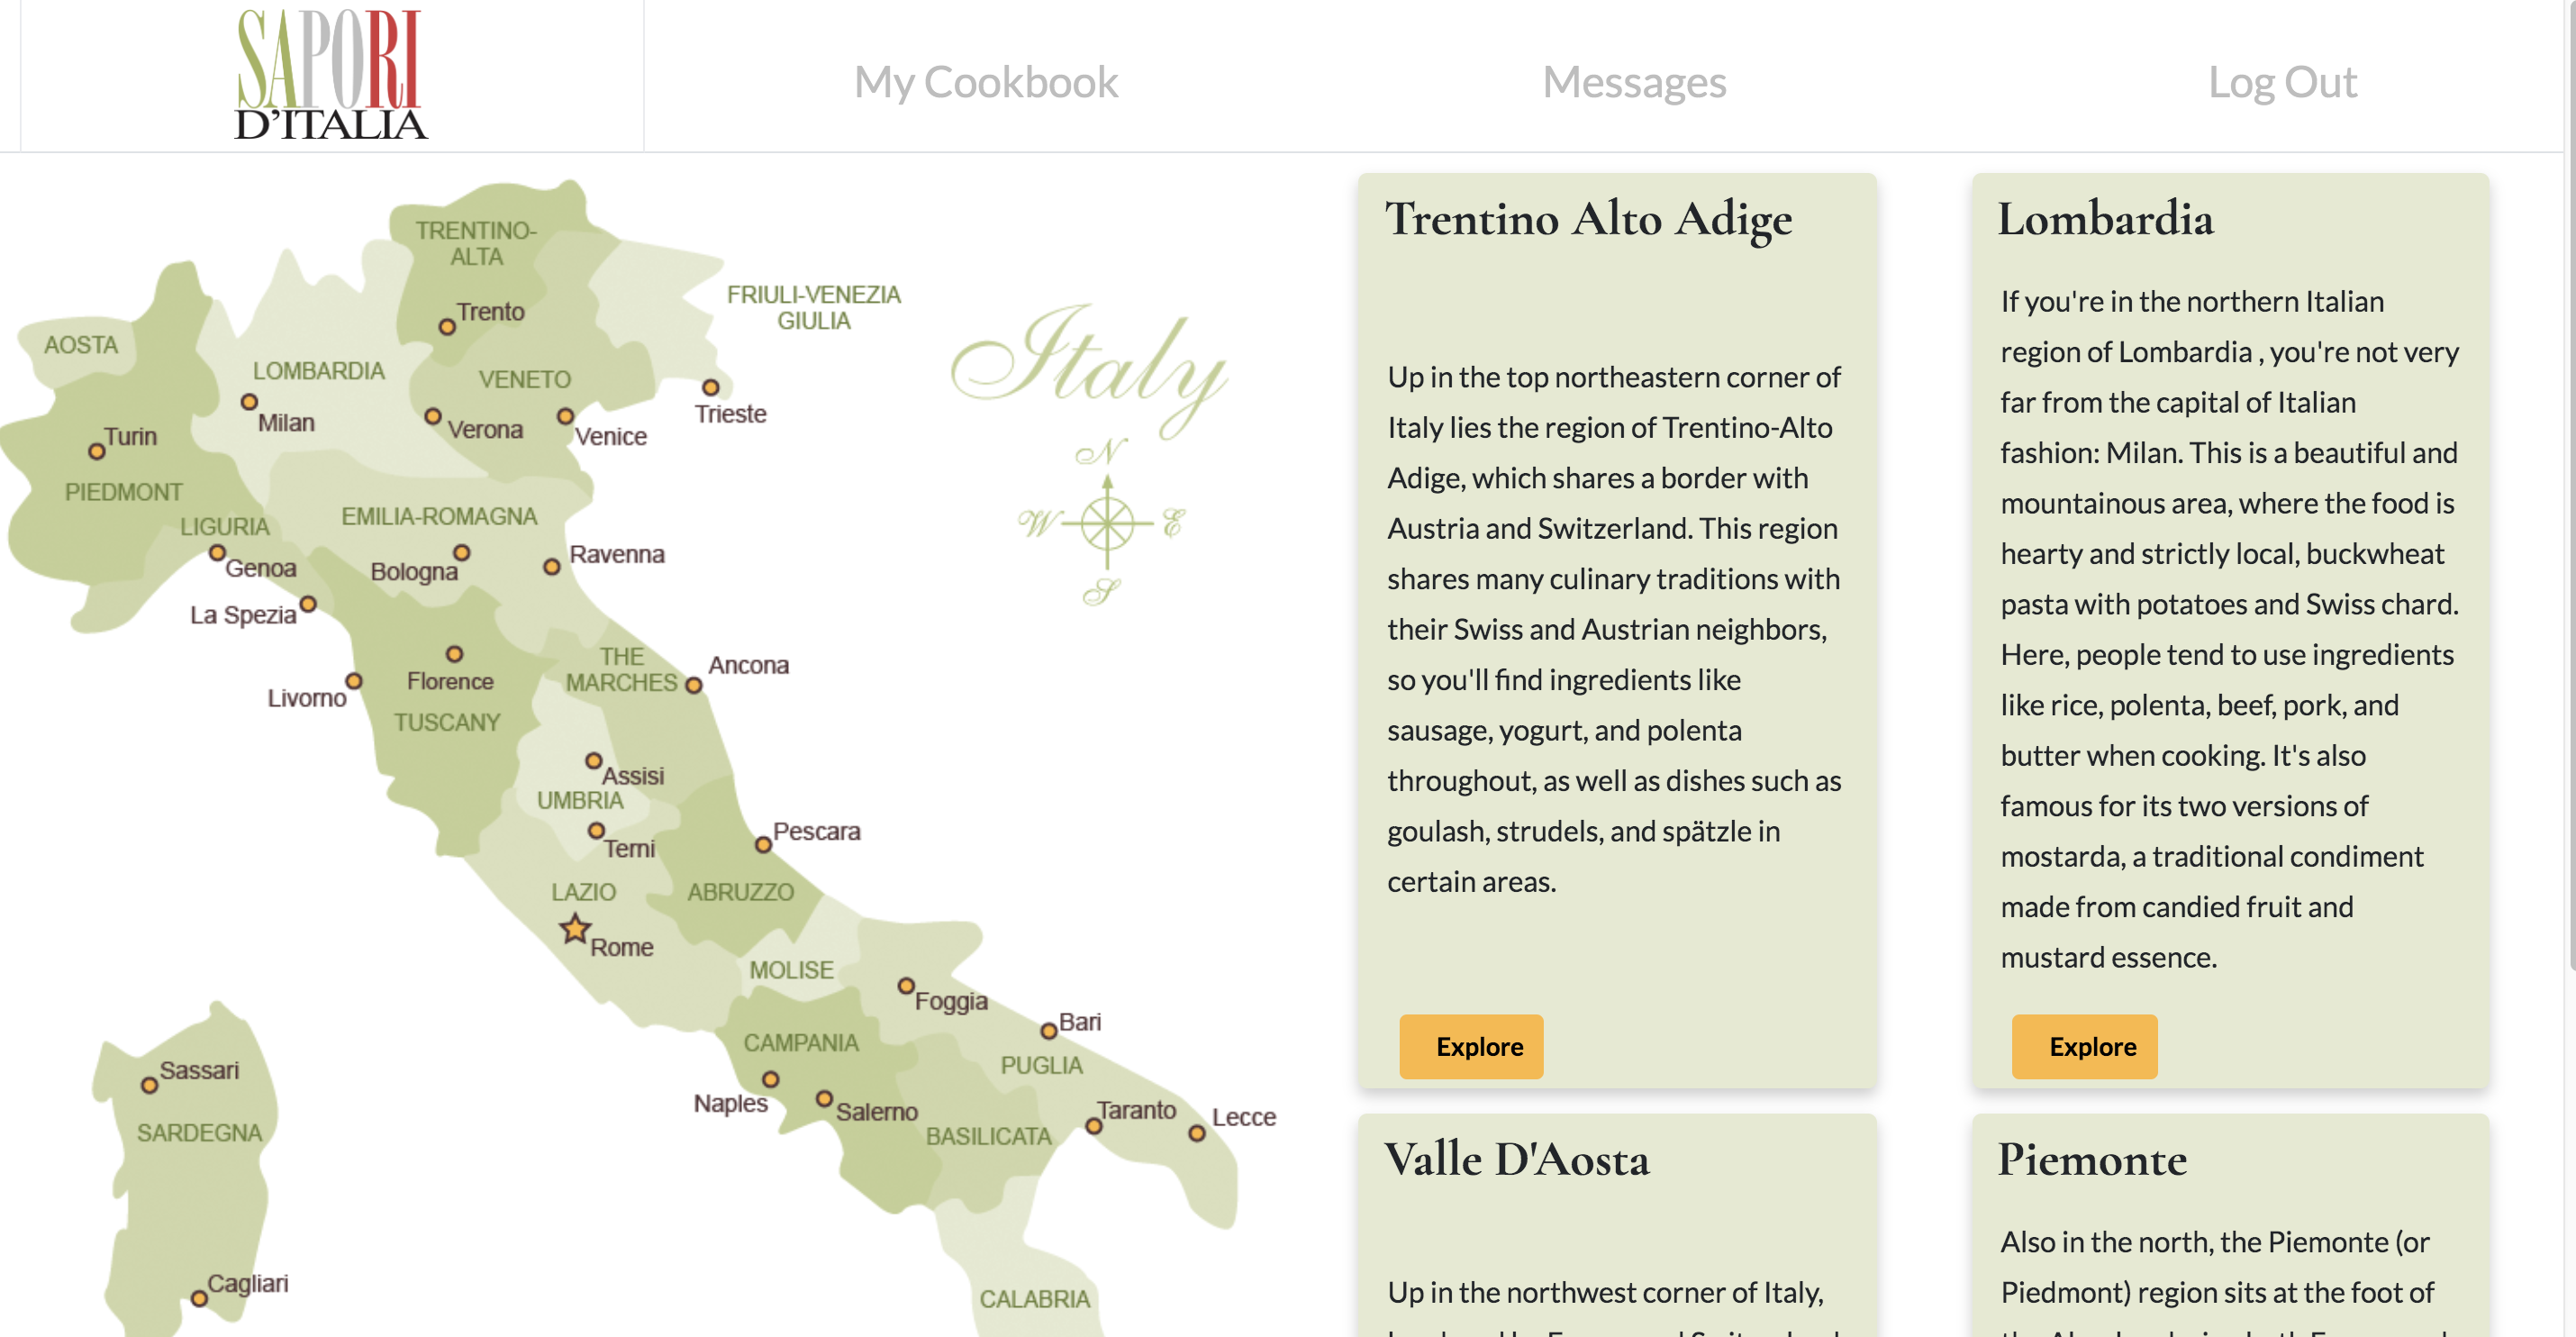 SAPORI
D'ITALIA
My Cookbook
Messages
Log Out
TRENTINO-
ALTA
Trento
FRIULI-VENEZIA
GIULIA
AOSTA
LOMBARDIA
VENETO
Milan
Verona
Venice
Trieste
Turin
PIEDMONT
LIGURIA
EMILIA-ROMAGNA
Genoa
Bologna
Ravenna
La Spezia
Italy
N
W
E
S
THE
MARCHES
Ancona
Florence
Livorno
TUSCANY
Assisi
UMBRIA
Terni
Pescara
LAZIO
ABRUZZO
Rome
MOLISE
Foggia
Bari
CAMPANIA
PUGLIA
Naples
Salerno
Taranto
Lecce
BASILICATA
Sassari
SARDEGNA
Cagliari
CALABRIA
Trentino Alto Adige
Up in the top northeastern corner of
Italy lies the region of Trentino-Alto
Adige, which shares a border with
Austria and Switzerland. This region
shares many culinary traditions with
their Swiss and Austrian neighbors,
so you'll find ingredients like
sausage, yogurt, and polenta
throughout, as well as dishes such as
goulash, strudels, and spätzle in
certain areas.
Explore
Lombardia
If you're in the northern Italian
region of Lombardia , you're not very
far from the capital of Italian
fashion: Milan. This is a beautiful and
mountainous area, where the food is
hearty and strictly local, buckwheat
pasta with potatoes and Swiss chard.
Here, people tend to use ingredients
like rice, polenta, beef, pork, and
butter when cooking. It's also
famous for its two versions of
mostarda, a traditional condiment
made from candied fruit and
mustard essence.
Explore
Valle D'Aosta
Up in the northwest corner of Italy,
Piemonte
Also in the north, the Piemonte (or
Piedmont) region sits at the foot of